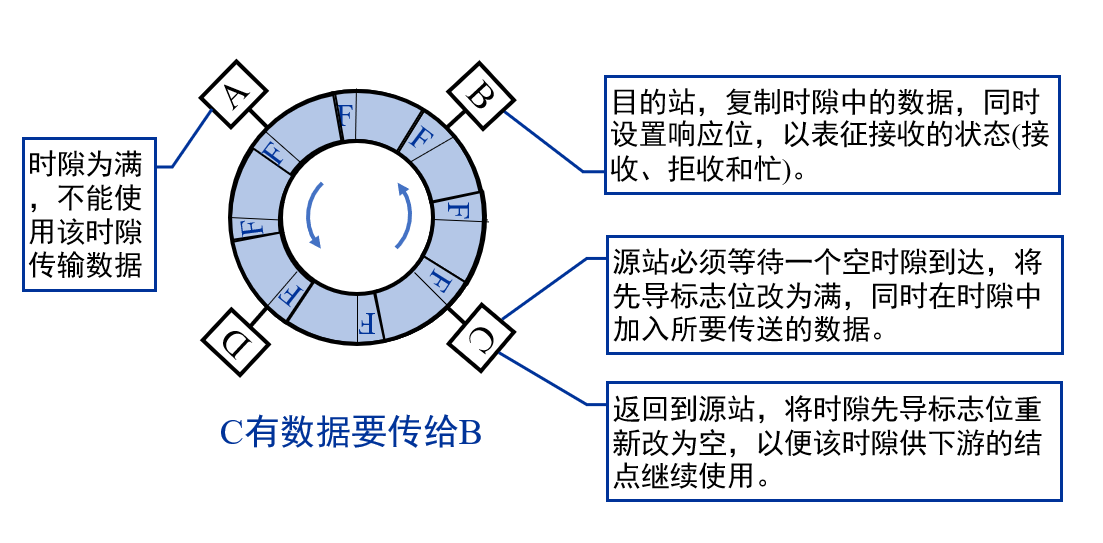 A
B
目的站，复制时隙中的数据，同时
设置响应位，以表征接收的状态(接
收、拒收和忙)。
F
F
F
时隙为满
，不能使
用该时隙
传输数据
F
F
源站必须等待一个空时隙到达，将
先导标志位改为满，同时在时隙中
加入所要传送的数据。
F
F
F
D
C
返回到源站，将时隙先导标志位重
新改为空，以便该时隙供下游的结
点继续使用。
C有数据要传给B